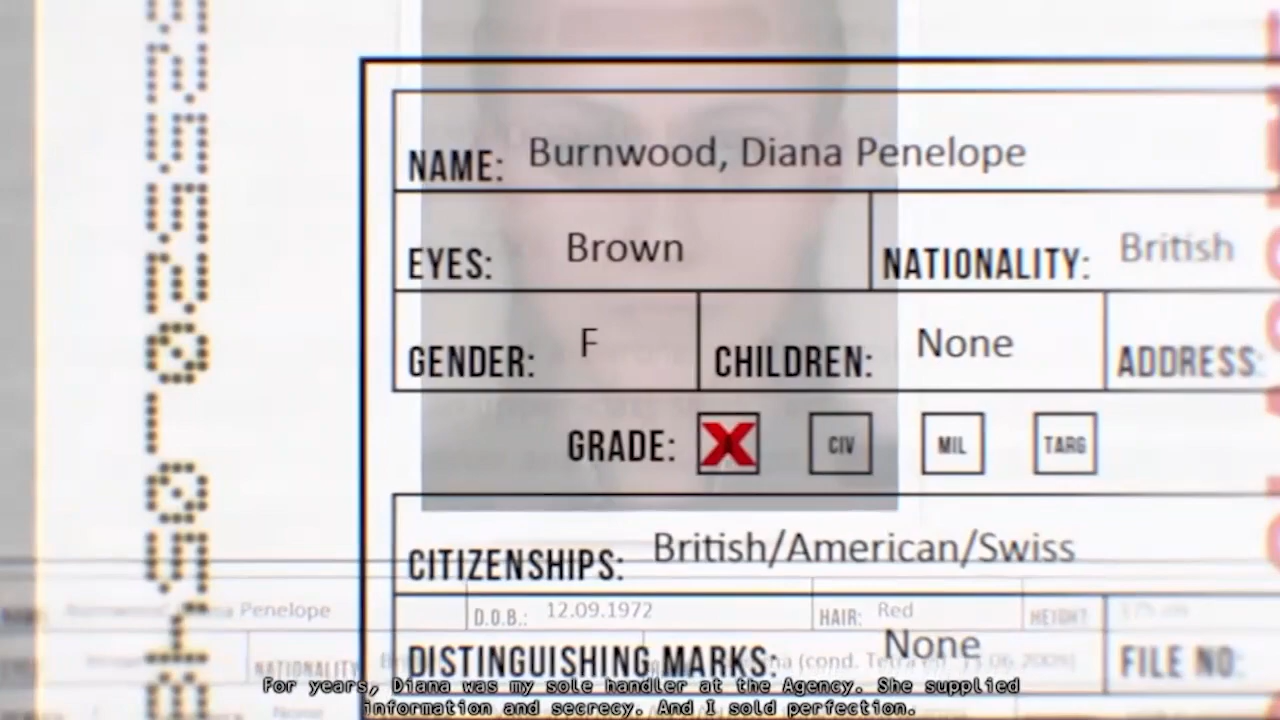 NAME: Burnwood, Diana Penelope
EYES: Brown NATIONALITY: British
GENDER: F CHILDREN: None ADDRESS:
GRADE: X CIV MIL TARG
CITIZENSHIPS: British/American/Swiss
Penelope D.O.B.: 12.09.1972 HAIR: Red HEIGHT:
DISTINGUISHING MARKS: None FILE NO:
NATIONALITY
For years, Diana was my sole handler at the Agency. She supplied
information and secrecy. And I sold perfection.